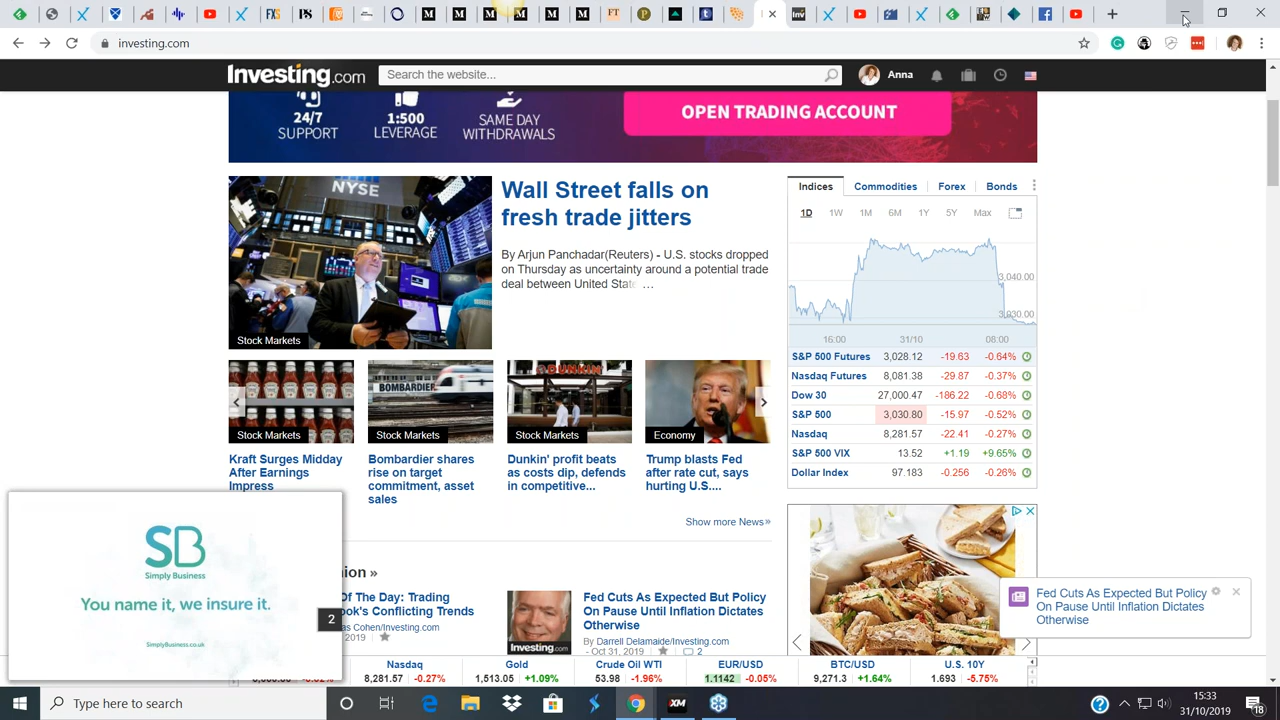 investing.com
Investing.com
Search the website...
Anna
24/7
SUPPORT
1:500
LEVERAGE
SAME DAY
WITHDRAWALS
OPEN TRADING ACCOUNT
NYSE
Stock Markets
Wall Street falls on
fresh trade jitters
By Arjun Panchadar(Reuters) - U.S. stocks dropped
on Thursday as uncertainty around a potential trade
deal between United State ...
Indices Commodities Forex Bonds
1D 1W 1M 6M 1Y 5Y Max
3,040.00
3,030.00
16:00 31/10 08:00
S&P 500 Futures 3,028.12 -19.63 -0.64%
Nasdaq Futures 8,081.38 -29.87 -0.37%
Dow 30 27,000.47 -186.22 -0.68%
S&P 500 3,030.80 -15.97 -0.52%
Nasdaq 8,281.57 -22.41 -0.27%
S&P 500 VIX 13.52 +1.19 +9.65%
Dollar Index 97.183 -0.256 -0.26%
BOMBARDIER
DUNKIN'
Stock Markets
Stock Markets
Stock Markets
Economy
Kraft Surges Midday
After Earnings
Impress
Bombardier shares
rise on target
commitment, asset
sales
Dunkin' profit beats
as costs dip, defends
in competitive...
Trump blasts Fed
after rate cut, says
hurting U.S....
Show more News»
SB
Simply Business
You name it, we insure it.
SimplyBusiness.co.uk
2
nion »
Of The Day: Trading
ook's Conflicting Trends
as Cohen/Investing.com
2019
Investing.com
Fed Cuts As Expected But Policy
On Pause Until Inflation Dictates
Otherwise
By Darrell Delamaide/Investing.com
- Oct 31, 2019 2
Fed Cuts As Expected But Policy
On Pause Until Inflation Dictates
Otherwise
Nasdaq Gold Crude Oil WTI EUR/USD BTC/USD U.S. 10Y
8,281.57 -0.27% 1,513.05 +1.09% 53.98 -1.96% 1.1142 -0.05% 9,271.3 +1.64% 1.693 -5.75%
Type here to search
XM
15:33
31/10/2019
18